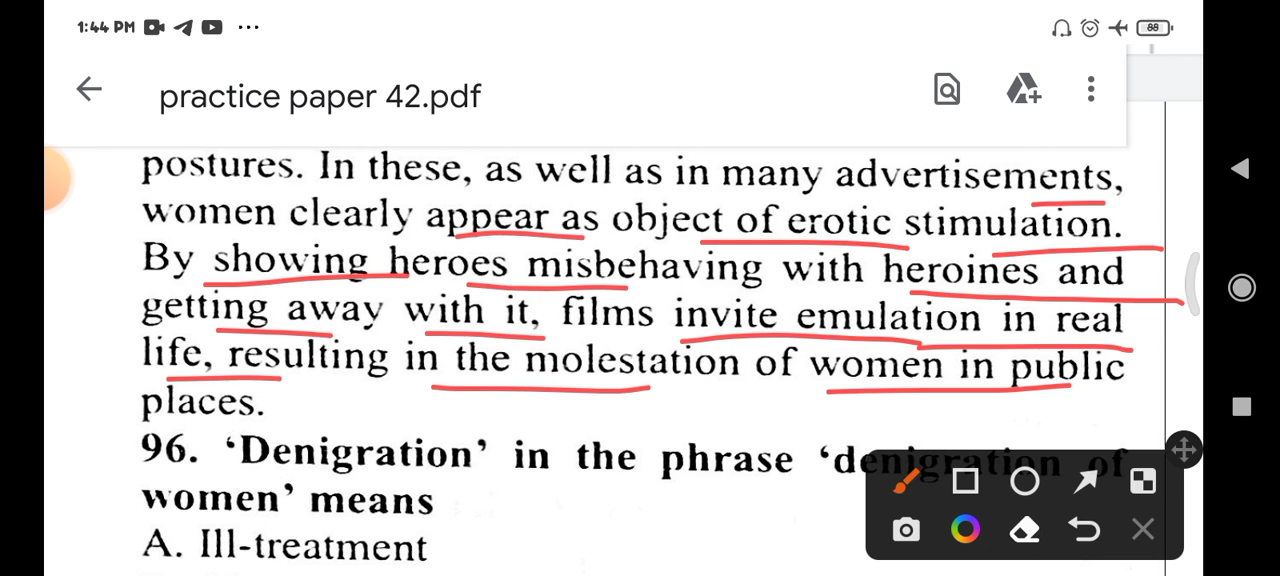 1:44 PM ...
88
practice paper 42.pdf
postures. In these, as well as in many advertisements,
women clearly appear as object of erotic stimulation.
By showing heroes misbehaving with heroines and
getting away with it, films invite emulation in real
life, resulting in the molestation of women in public
places.
96. ‘Denigration’ in the phrase ‘denigration of
women’ means
A. Ill-treatment